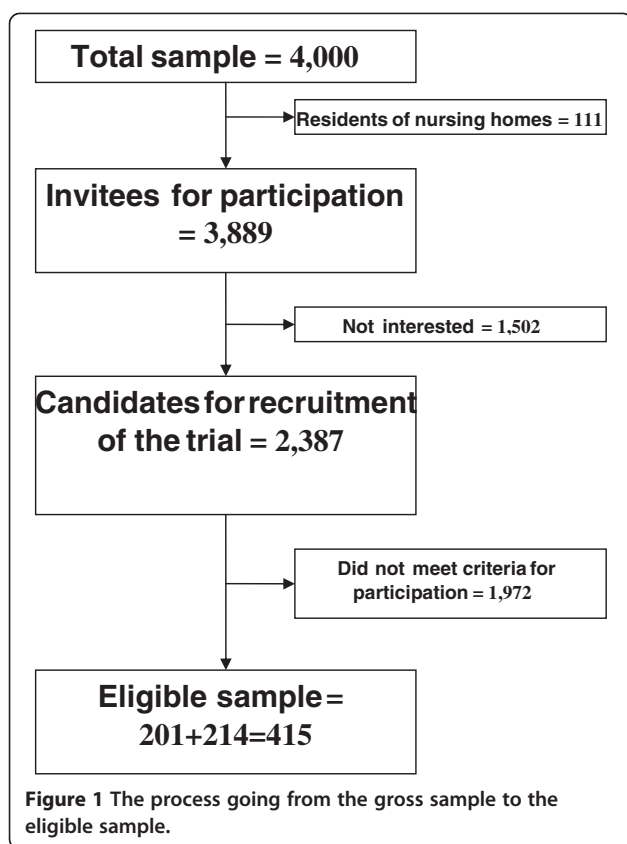 Total sample = 4,000
Residents of nursing homes = 111
Invitees for participation
= 3,889
Not interested = 1,502
Candidates for recruitment
of the trial = 2,387
Did not meet criteria for
participation = 1,972
Eligible sample =
201+214=415
Figure 1 The process going from the gross sample to the
eligible sample.